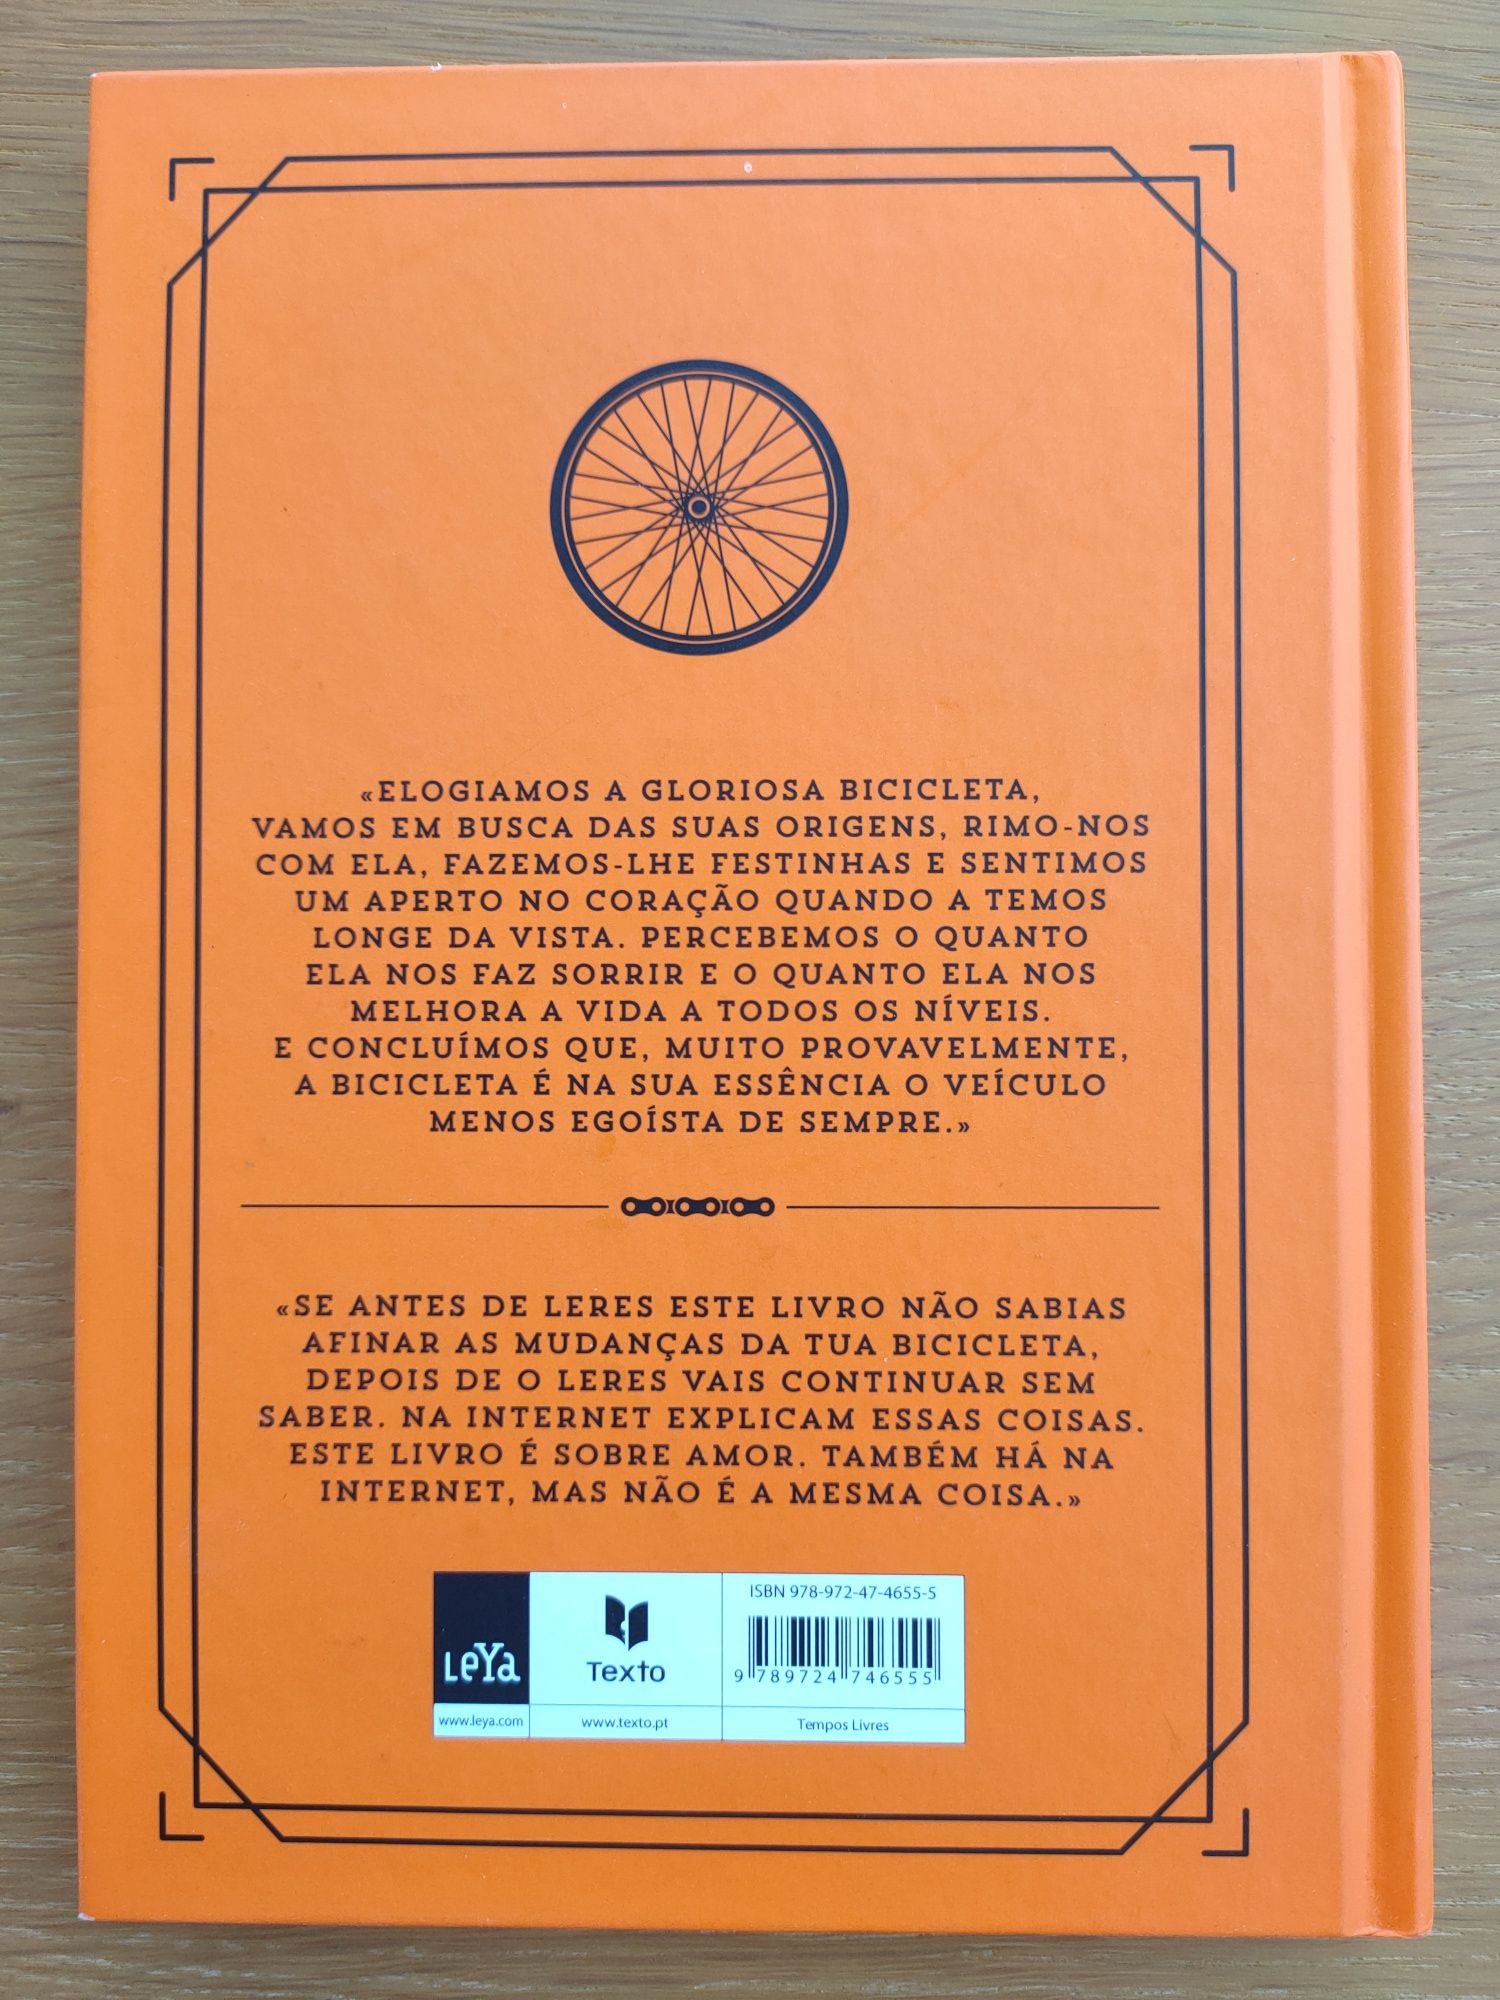 «ELOGIAMOS A GLORIOSA BICICLETA,
VAMOS EM BUSCA DAS SUAS ORIGENS, RIMO-NOS
COM ELA, FAZEMOS-LHE FESTINHAS E SENTIMOS
UM APERTO NO CORAÇÃO QUANDO A TEMOS
LONGE DA VISTA. PERCEBEMOS O QUANTO
ELA NOS FAZ SORRIR E O QUANTO ELA NOS
MELHORA A VIDA A TODOS OS NÍVEIS.
E CONCLUÍMOS QUE, MUITO PROVAVELMENTE,
A BICICLETA É NA SUA ESSÊNCIA O VEÍCULO
MENOS EGOÍSTA DE SEMPRE.»
«SE ANTES DE LERES ESTE LIVRO NÃO SABIAS
AFINAR AS MUDANÇAS DA TUA BICICLETA,
DEPOIS DE O LERES VAIS CONTINUAR SEM
SABER. NA INTERNET EXPLICAM ESSAS COISAS.
ESTE LIVRO É SOBRE AMOR. TAMBÉM HÁ NA
INTERNET, MAS NÃO É A MESMA COISA.»
LeYa
www.leya.com
Texto
www.texto.pt
ISBN 978-972-47-4655-5
9 789724 746555
Tempos Livres